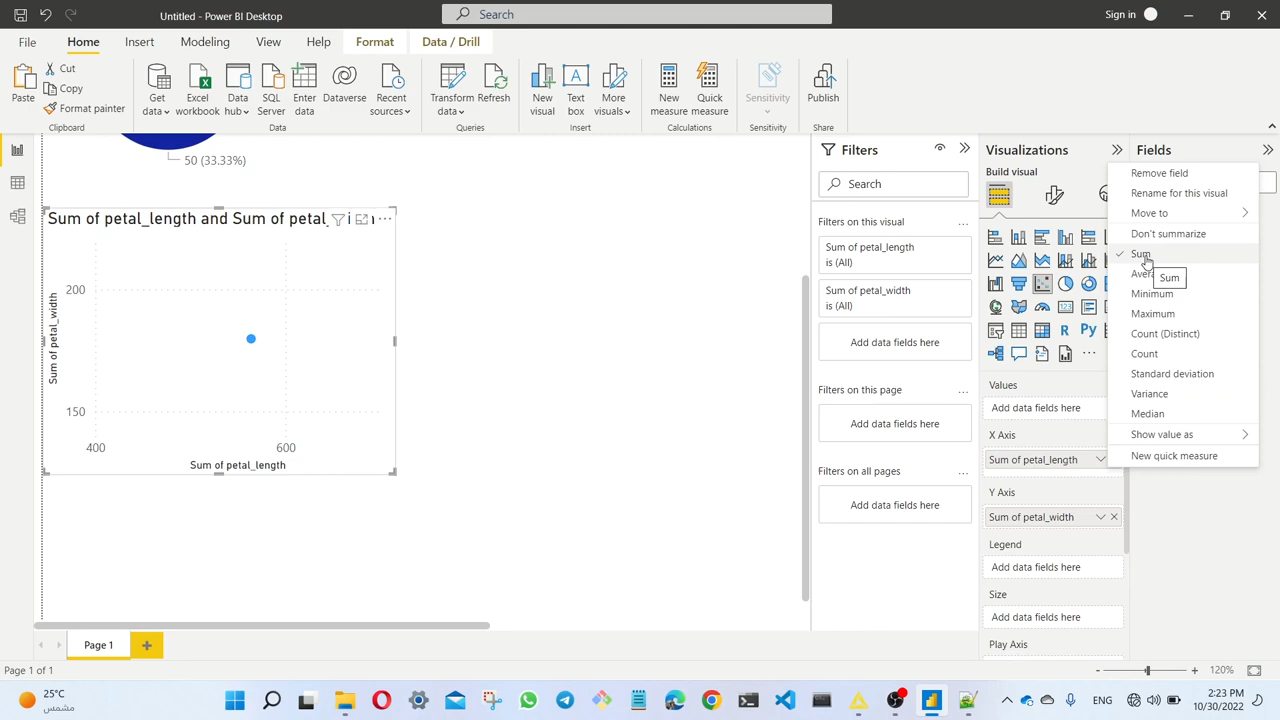 Untitled - Power BI Desktop
Search
Sign in
File
Home
Insert
Modeling
View
Help
Format
Data / Drill
Paste
Cut
Copy
Format painter
Clipboard
Get data
Excel workbook
Data hub
SQL Server
Enter data
Dataverse
Recent sources
Data
Transform data
Refresh
Queries
New visual
Text box
More visuals
Insert
New measure
Quick measure
Calculations
Sensitivity
Sensitivity
Publish
Share
50 (33.33%)
Sum of petal_length and Sum of petal_
200
150
400
600
Sum of petal_width
Sum of petal_length
Filters
Search
Filters on this visual
Sum of petal_length
is (All)
Sum of petal_width
is (All)
Add data fields here
Filters on this page
Add data fields here
Filters on all pages
Add data fields here
Visualizations
Build visual
R
Py
Values
Add data fields here
X Axis
Sum of petal_length
Y Axis
Sum of petal_width
Legend
Add data fields here
Size
Add data fields here
Play Axis
Fields
Remove field
Rename for this visual
Move to
Don't summarize
Sum
Sum
Minimum
Maximum
Count (Distinct)
Count
Standard deviation
Variance
Median
Show value as
New quick measure
Page 1
Page 1 of 1
120%
25°C
مشمس
ENG
2:23 PM
10/30/2022